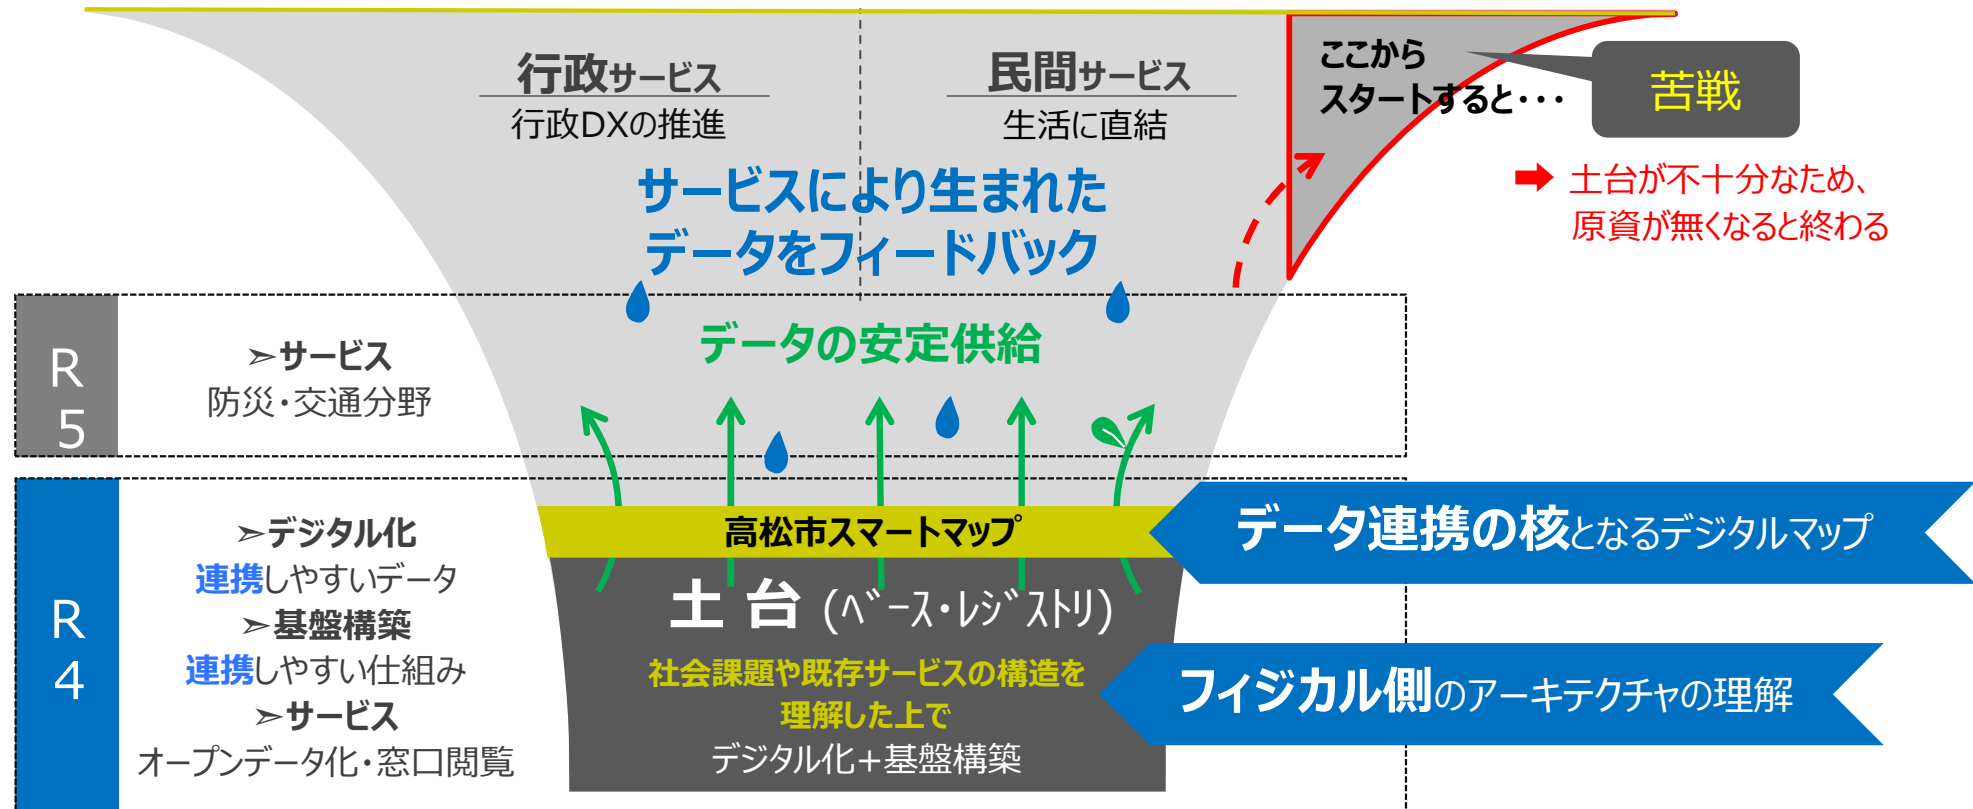 行政サービス
行政DXの推進
民間サービス
生活に直結
ここから
スタートすると・・・
苦戦
➡ 土台が不十分なため、
原資が無くなると終わる
サービスにより生まれた
データをフィードバック
R
5
➣サービス
防災・交通分野
データの安定供給
R
4
➣デジタル化
連携しやすいデータ
➣基盤構築
連携しやすい仕組み
➣サービス
オープンデータ化・窓口閲覧
高松市スマートマップ
土 台 (ﾍﾞｰｽ・ﾚｼﾞｽﾄﾘ)
社会課題や既存サービスの構造を
理解した上で
デジタル化+基盤構築
データ連携の核となるデジタルマップ
フィジカル側のアーキテクチャの理解